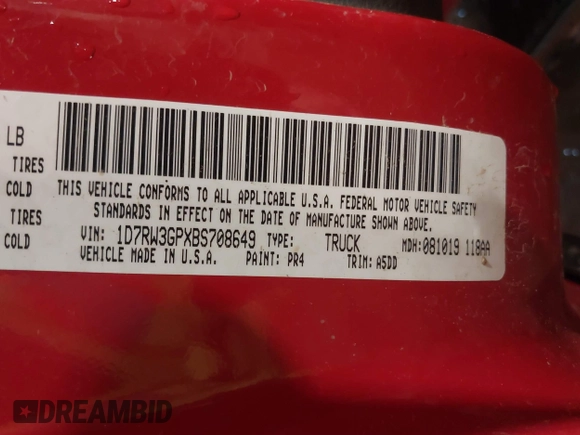 LB
TIRES
COLD THIS VEHICLE CONFORMS TO ALL APPLICABLE U.S.A. FEDERAL MOTOR VEHICLE SAFETY
TIRES STANDARDS IN EFFECT ON THE DATE OF MANUFACTURE SHOWN ABOVE.
COLD VIN: 1D7RW3GPXBS708649 TYPE: TRUCK MDH: 081019 118AA
VEHICLE MADE IN U.S.A. PAINT: PR4 TRIM: A5DD
DREAMBID